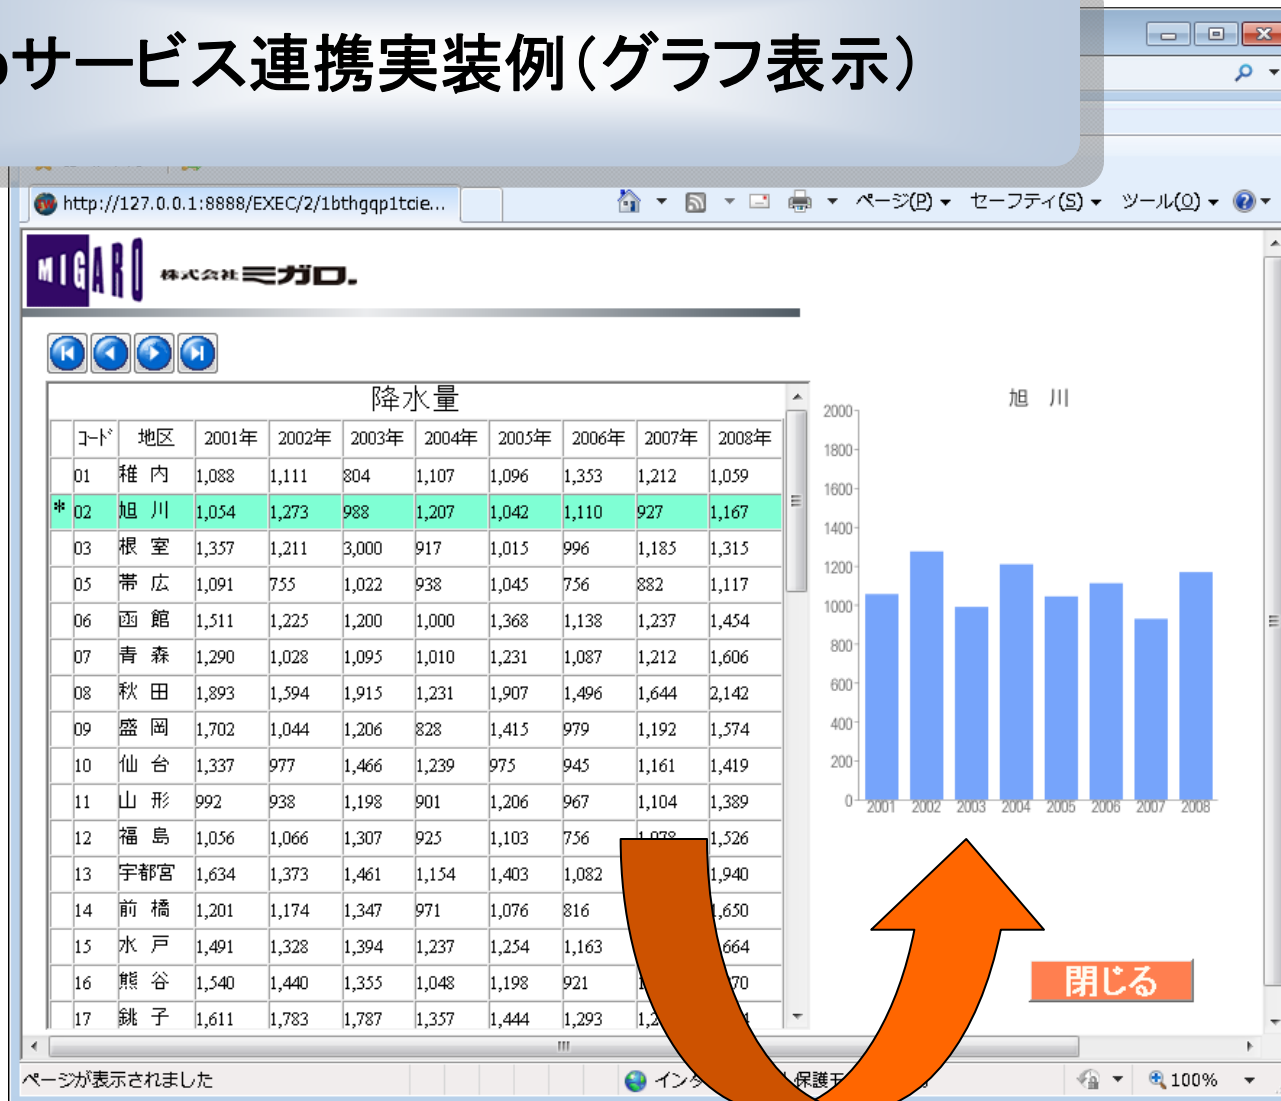 サービス連携実装例(グラフ表示)
http://127.0.0.1:8888/EXEC/2/1bthgqp1tcie...
ページ(P) セーフティ(S) ツール(O)
MIGARO 株式会社ミガロ.
降水量
コード 地区 2001年 2002年 2003年 2004年 2005年 2006年 2007年 2008年
01 稚 内 1,088 1,111 804 1,107 1,096 1,353 1,212 1,059
* 02 旭 川 1,054 1,273 988 1,207 1,042 1,110 927 1,167
03 根 室 1,357 1,211 3,000 917 1,015 996 1,185 1,315
05 帯 広 1,091 755 1,022 938 1,045 756 882 1,117
06 函 館 1,511 1,225 1,200 1,000 1,368 1,138 1,237 1,454
07 青 森 1,290 1,028 1,095 1,010 1,231 1,087 1,212 1,606
08 秋 田 1,893 1,594 1,915 1,231 1,907 1,496 1,644 2,142
09 盛 岡 1,702 1,044 1,206 828 1,415 979 1,192 1,574
10 仙 台 1,337 977 1,466 1,239 975 945 1,161 1,419
11 山 形 992 938 1,198 901 1,206 967 1,104 1,389
12 福 島 1,056 1,066 1,307 925 1,103 756 1,526
13 宇都宮 1,634 1,373 1,461 1,154 1,403 1,082 1,940
14 前 橋 1,201 1,174 1,347 971 1,076 816 1,650
15 水 戸 1,491 1,328 1,394 1,237 1,254 1,163
16 熊 谷 1,540 1,440 1,355 1,048 1,198 921
17 銚 子 1,611 1,783 1,787 1,357 1,444 1,293
旭 川
2000
1800
1600
1400
1200
1000
800
600
400
200
0
2001 2002 2003 2004 2005 2006 2007 2008
閉じる
ページが表示されました
100%